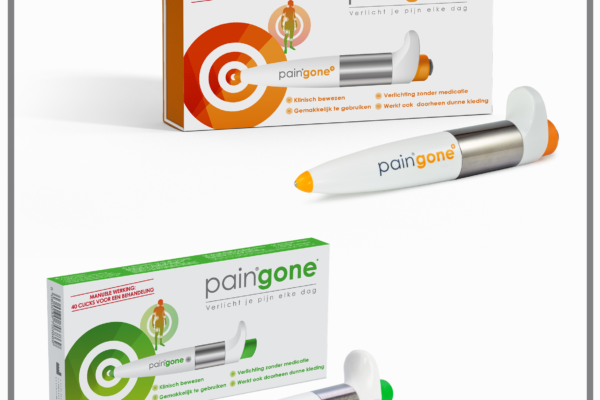 pain°gone
Verlicht je pijn elke dag
pain°gone+
Klinisch bewezen
Verlichting zonder medicatie
Gemakkelijk te gebruiken
Werkt ook doorheen dunne kleding
pain°gone+
MANUELE WERKING:
40 CLICKS VOOR EEN BEHANDELING
pain°gone
Verlicht je pijn elke dag
pain°gone
Klinisch bewezen
Verlichting zonder medicatie
Gemakkelijk te gebruiken
Werkt ook doorheen dunne kleding